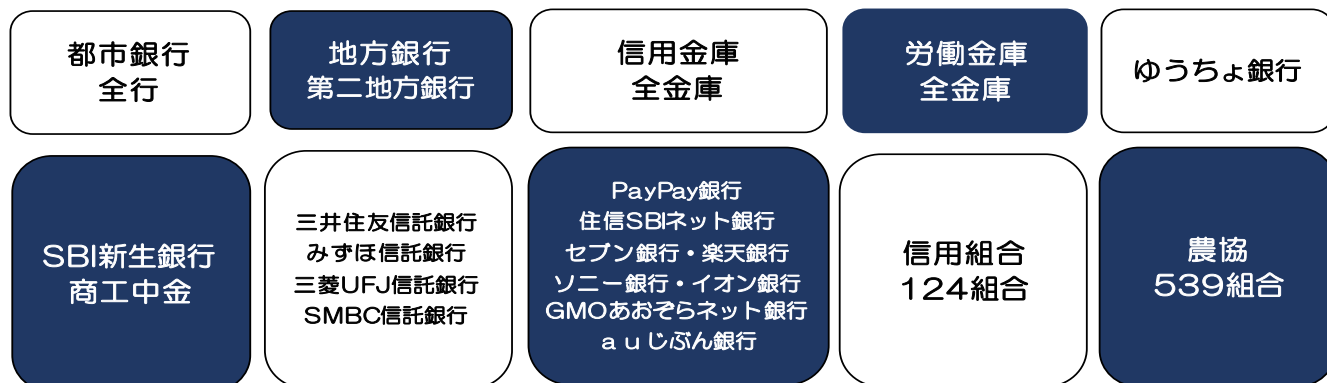 都市銀行
全行
地方銀行
第二地方銀行
信用金庫
全金庫
労働金庫
全金庫
ゆうちょ銀行
SBI新生銀行
商工中金
三井住友信託銀行
みずほ信託銀行
三菱UFJ信託銀行
SMBC信託銀行
PayPay銀行
住信SBIネット銀行
セブン銀行・楽天銀行
ソニー銀行・イオン銀行
GMOあおぞらネット銀行
auじぶん銀行
信用組合
124組合
農協
539組合